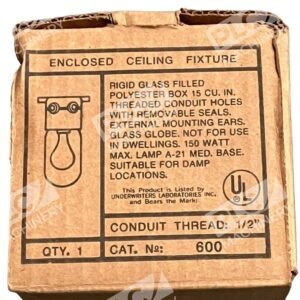 ENCLOSED CEILING FIXTURE
RIGID GLASS FILLED
POLYESTER BOX 15 CU. IN.
THREADED CONDUIT HOLES
WITH REMOVABLE SEALS.
EXTERNAL MOUNTING EARS.
GLASS GLOBE. NOT FOR USE
IN DWELLINGS. 150 WATT
MAX. LAMP A-21 MED. BASE.
SUITABLE FOR DAMP
LOCATIONS.
This Product is Listed by
UNDERWRITERS LABORATORIES INC.
and Bears the Mark:
UL
CONDUIT THREAD: 1/2"
QTY. 1
CAT. No: 600